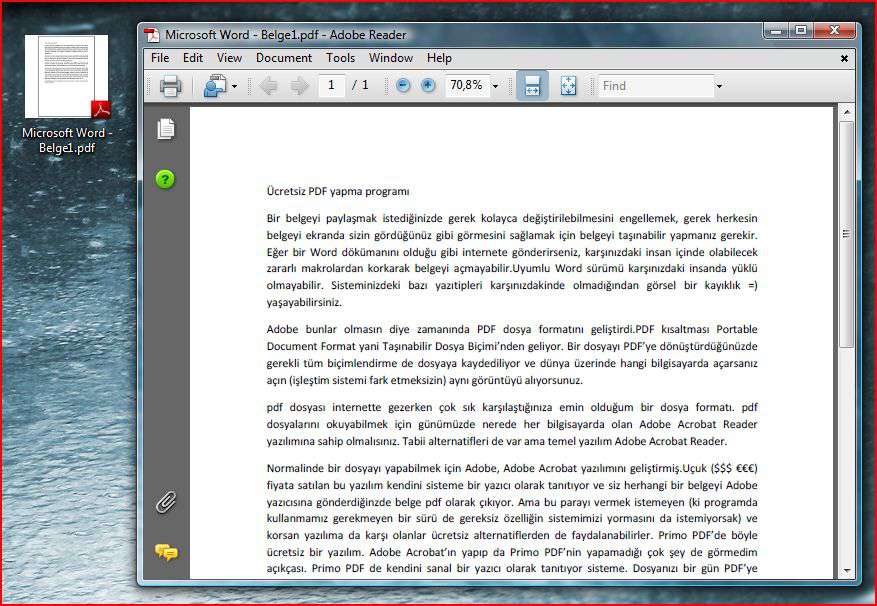 Microsoft Word - Belge1.pdf - Adobe Reader
File Edit View Document Tools Window Help
1 / 1 70,8% Find
Microsoft Word -
Belge1.pdf
Ücretsiz PDF yapma programı
Bir belgeyi paylaşmak istediğinizde gerek kolayca değiştirilebilmesini engellemek, gerek herkesin
belgeyi ekranda sizin gördüğünüz gibi görmesini sağlamak için belgeyi taşınabilir yapmanız gerekir.
Eğer bir Word dökümanını olduğu gibi internete gönderirseniz, karşınızdaki insan içinde olabilecek
zararlı makrolardan korkarak belgeyi açmayabilir.Uyumlu Word sürümü karşınızdaki insanda yüklü
olmayabilir. Sisteminizdeki bazı yazıtipleri karşınızdakinde olmadığından görsel bir kayıklık =)
yaşayabilirsiniz.
Adobe bunlar olmasın diye zamanında PDF dosya formatını geliştirdi.PDF kısaltması Portable
Document Format yani Taşınabilir Dosya Biçimi'nden geliyor. Bir dosyayı PDF'ye dönüştürdüğünüzde
gerekli tüm biçimlendirme de dosyaya kaydediliyor ve dünya üzerinde hangi bilgisayarda açarsanız
açın (işleştim sistemi fark etmeksizin) aynı görüntüyü alıyorsunuz.
pdf dosyası internette gezerken çok sık karşılaştığınıza emin olduğum bir dosya formatı. pdf
dosyalarını okuyabilmek için günümüzde nerede her bilgisayarda olan Adobe Acrobat Reader
yazılımına sahip olmalısınız. Tabii alternatifleri de var ama temel yazılım Adobe Acrobat Reader.
Normalinde bir dosyayı yapabilmek için Adobe, Adobe Acrobat yazılımını geliştirmiş.Uçuk ($$$ €€€)
fiyata satılan bu yazılım kendini sisteme bir yazıcı olarak tanıtıyor ve siz herhangi bir belgeyi Adobe
yazıcısına gönderdiğinzde belge pdf olarak çıkıyor. Ama bu parayı vermek istemeyen (ki programda
kullanmamız gerekmeyen bir sürü de gereksiz özelliğin sistemimizi yormasını da istemiyorsak) ve
korsan yazılıma da karşı olanlar ücretsiz alternatiflerden de faydalanabilirler. Primo PDF'de böyle
ücretsiz bir yazılım. Adobe Acrobat'ın yapıp da Primo PDF'nin yapamadığı çok şey de görmedim
açıkçası. Primo PDF de kendini sanal bir yazıcı olarak tanıtıyor sisteme. Dosyanızı bir gün PDF'ye